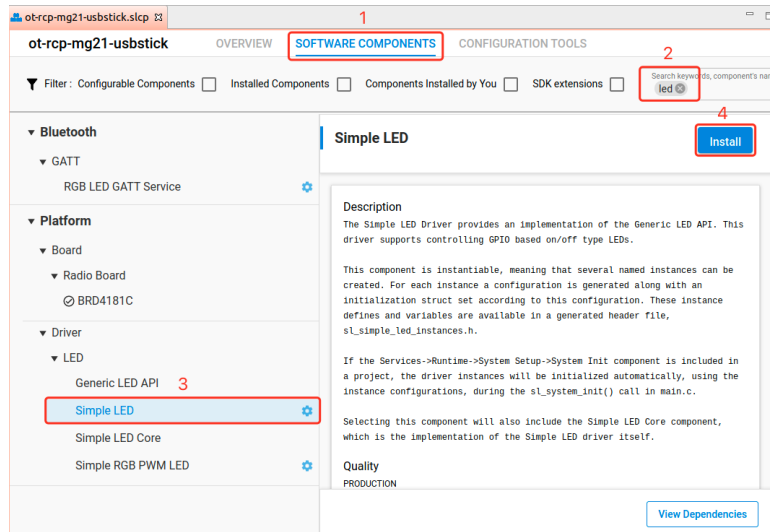 ot-rcp-mg21-usbstick.slcp
1
ot-rcp-mg21-usbstick
OVERVIEW
SOFTWARE COMPONENTS
CONFIGURATION TOOLS
2
Filter : Configurable Components
Installed Components
Components Installed by You
SDK extensions
Search keywords, component's
led
Bluetooth
GATT
RGB LED GATT Service
Platform
Board
Radio Board
BRD4181C
Driver
LED
Generic LED API
3
Simple LED
Simple LED Core
Simple RGB PWM LED
Simple LED
4
Install
Description
The Simple LED Driver provides an implementation of the Generic LED API. This
driver supports controlling GPIO based on/off type LEDs.
This component is instantiable, meaning that several named instances can be
created. For each instance a configuration is generated along with an
initialization struct set according to this configuration. These instance
defines and variables are available in a generated header file,
sl_simple_led_instances.h.
If the Services->Runtime->System Setup->System Init component is included in
a project, the driver instances will be initialized automatically, using the
instance configurations, during the sl_system_init() call in main.c.
Selecting this component will also include the Simple LED Core component,
which is the implementation of the Simple LED driver itself.
Quality
PRODUCTION
View Dependencies